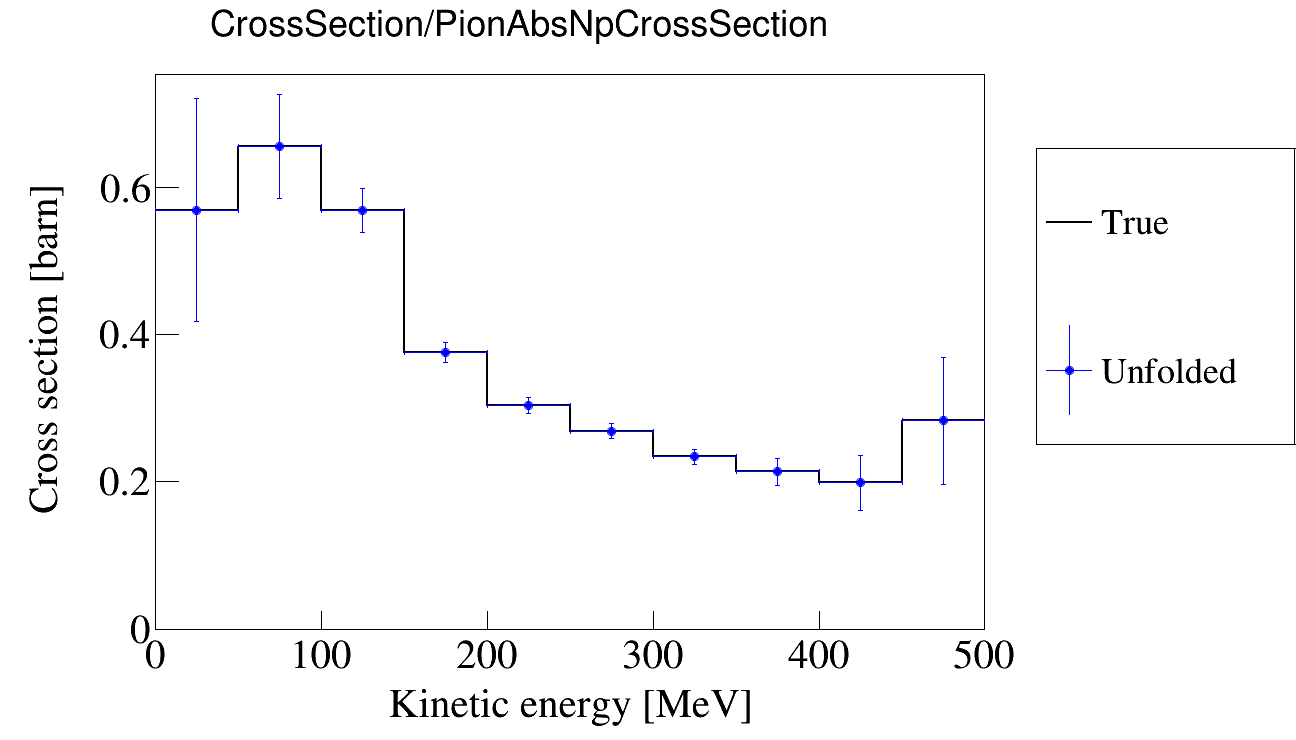 CrossSection/PionAbsNpCrossSection
Cross section [barn]
0.6
0.4
0.2
0
0 100 200 300 400 500
Kinetic energy [MeV]
True
Unfolded